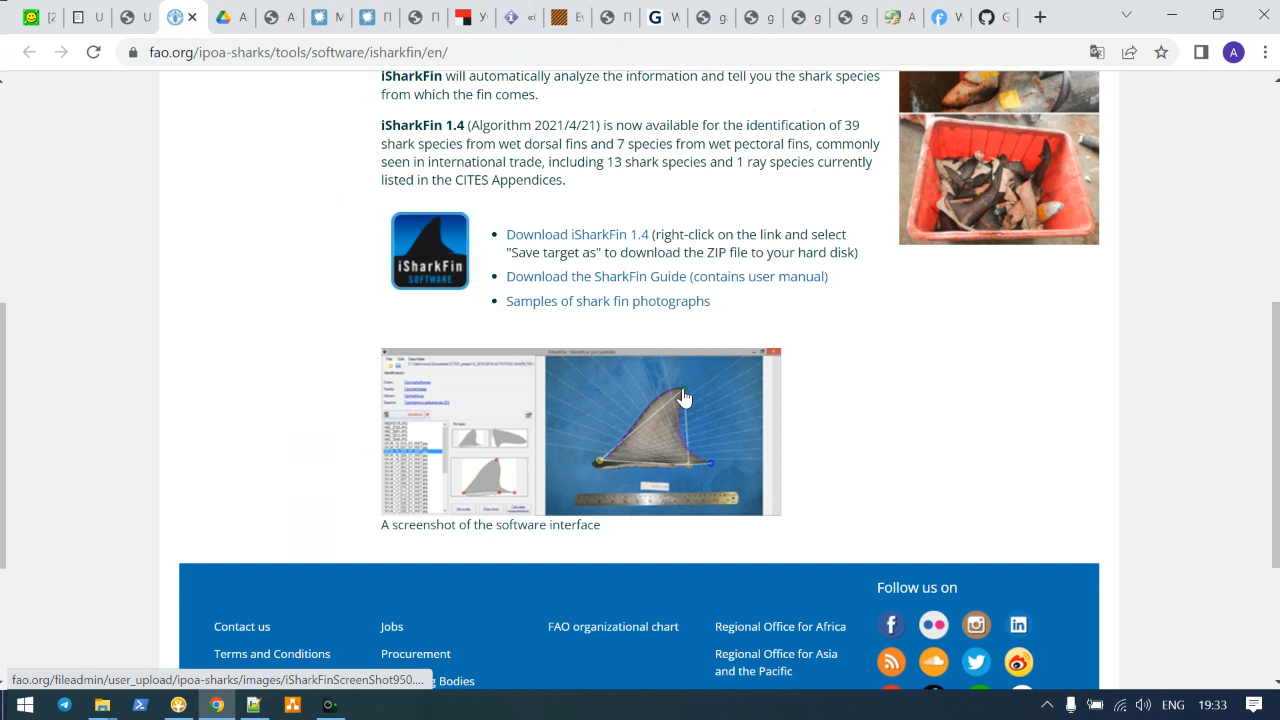 fao.org/ipoa-sharks/tools/software/isharkfin/en/
A
iSharkFin will automatically analyze the information and tell you the shark species
from which the fin comes.
iSharkFin 1.4 (Algorithm 2021/4/21) is now available for the identification of 39
shark species from wet dorsal fins and 7 species from wet pectoral fins, commonly
seen in international trade, including 13 shark species and 1 ray species currently
listed in the CITES Appendices.
iSharkFin
SOFTWARE
Download iSharkFin 1.4 (right-click on the link and select
"Save target as" to download the ZIP file to your hard disk)
Download the SharkFin Guide (contains user manual)
Samples of shark fin photographs
A screenshot of the software interface
Follow us on
Contact us
Jobs
FAO organizational chart
Regional Office for Africa
Terms and Conditions
Procurement
Regional Office for Asia
and the Pacific
g Bodies
fao.org/fileadmin/user_upload/ipoa-sharks/images/iSharkFinScreenShot950....
ENG
19:33